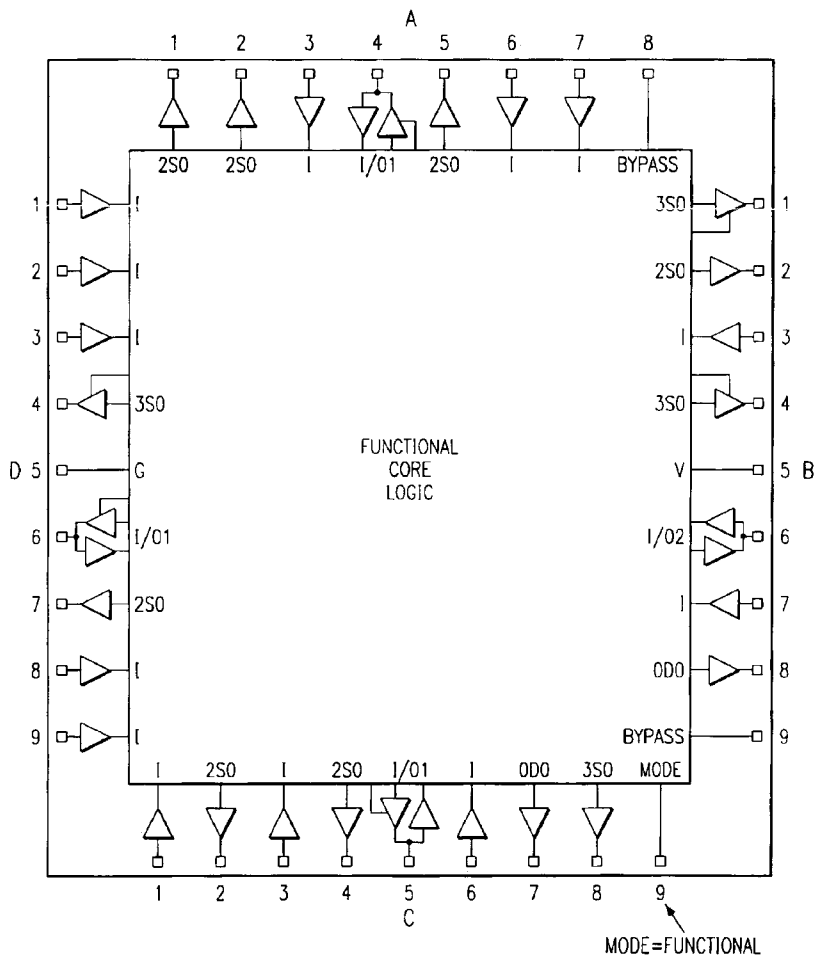 A
1 2 3 4 5 6 7 8
2SO 2SO I I/O1 2SO I I BYPASS
1 I 3SO 1
2 I 2SO 2
3 I I 3
4 3SO 3SO 4
FUNCTIONAL
CORE
LOGIC
D 5 G V 5 B
6 I/O1 I/O2 6
7 2SO I 7
8 I ODO 8
9 I BYPASS 9
I 2SO I 2SO I/O1 I ODO 3SO MODE
1 2 3 4 5 6 7 8 9
C
MODE=FUNCTIONAL